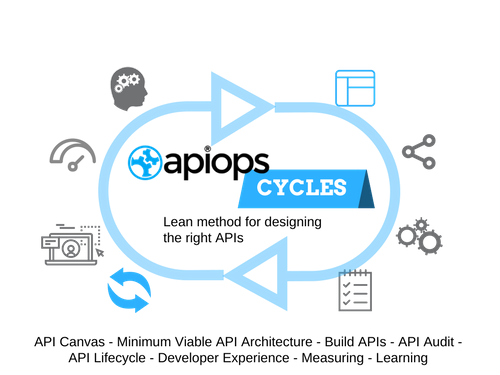 apiops®
CYCLES
Lean method for designing
the right APIs
API Canvas - Minimum Viable API Architecture - Build APIs - API Audit -
API Lifecycle - Developer Experience - Measuring - Learning